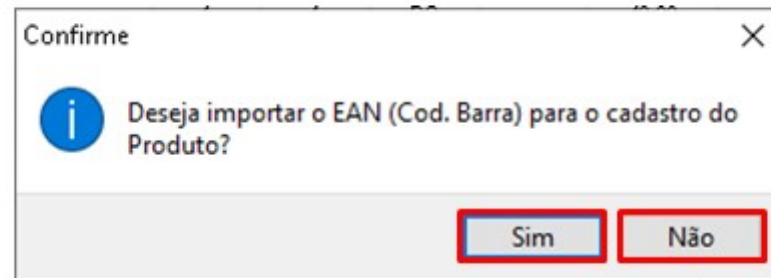 Confirme
Deseja importar o EAN (Cod. Barra) para o cadastro do
Produto?
Sim Não